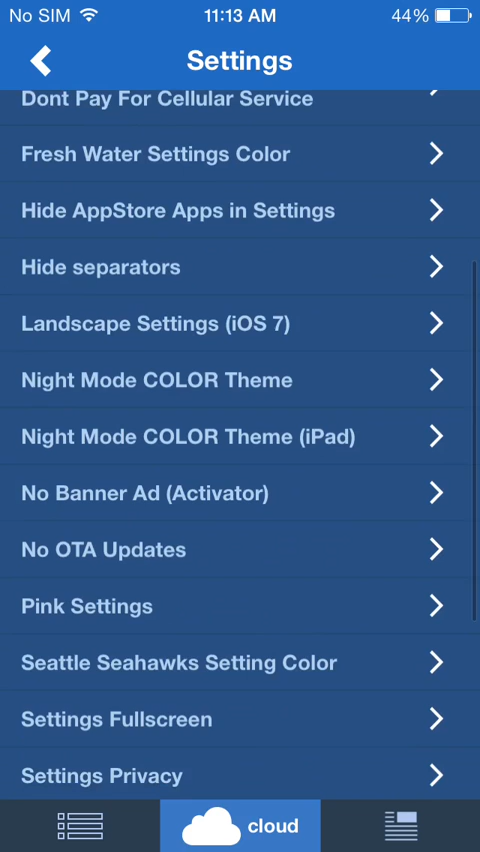 No SIM 11:13 AM 44%
Settings
Dont Pay For Cellular Service
Fresh Water Settings Color
Hide AppStore Apps in Settings
Hide separators
Landscape Settings (iOS 7)
Night Mode COLOR Theme
Night Mode COLOR Theme (iPad)
No Banner Ad (Activator)
No OTA Updates
Pink Settings
Seattle Seahawks Setting Color
Settings Fullscreen
Settings Privacy
cloud